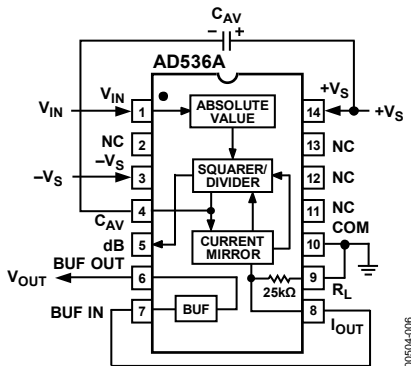 C_AV
− +
AD536A
V_IN
V_IN
1
ABSOLUTE
VALUE
14
+V_S
+V_S
NC
2
13
NC
−V_S
−V_S
3
SQUARER/
DIVIDER
12
NC
4
C_AV
11
NC
dB
5
CURRENT
MIRROR
10
COM
BUF OUT
V_OUT
6
25kΩ
9
R_L
BUF IN
7
BUF
8
I_OUT
00504-006